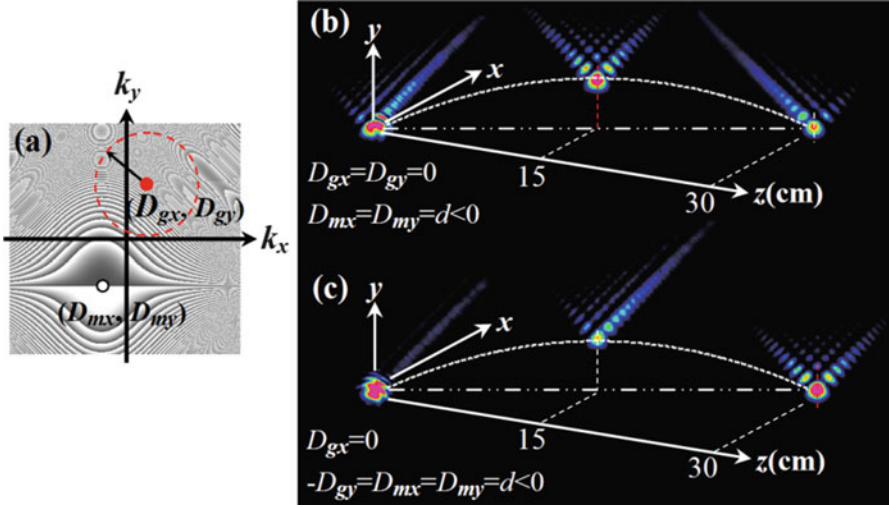 (a)
k_y
k_x
(D_gx, D_gy)
(D_mx, D_my)
(b)
y
x
D_gx=D_gy=0
D_mx=D_my=d<0
15
30
z(cm)
(c)
y
x
D_gx=0
-D_gy=D_mx=D_my=d<0
15
30
z(cm)